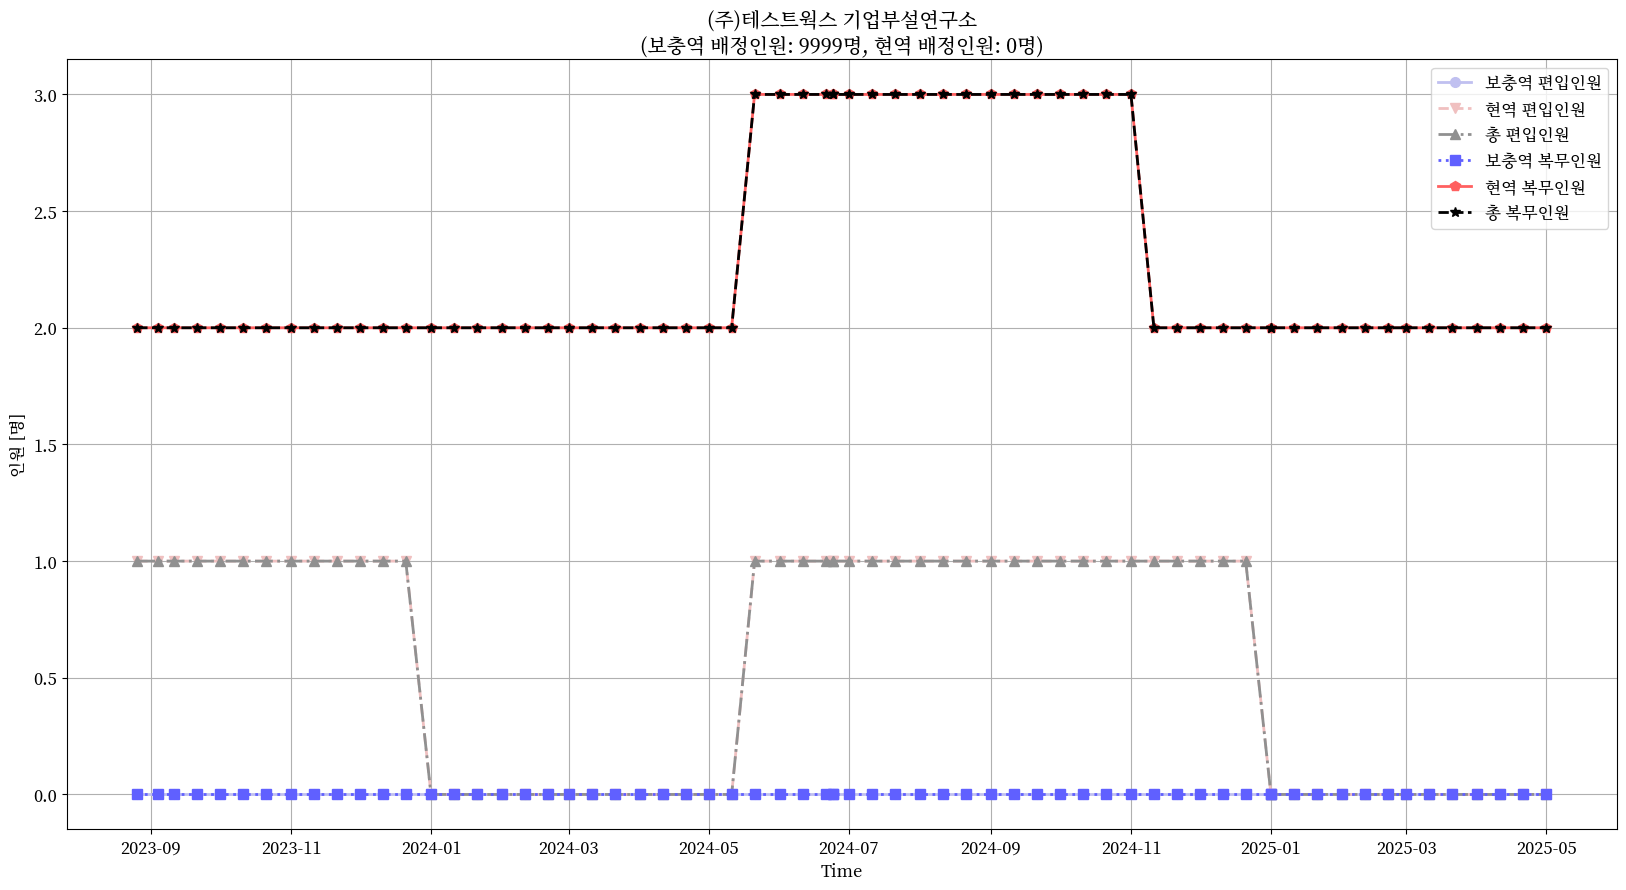 (주)테스트웍스 기업부설연구소
(보충역 배정인원: 9999명, 현역 배정인원: 0명)
보충역 편입인원
현역 편입인원
총 편입인원
보충역 복무인원
현역 복무인원
총 복무인원
인원 [명]
3.0
2.5
2.0
1.5
1.0
0.5
0.0
2023-09 2023-11 2024-01 2024-03 2024-05 2024-07 2024-09 2024-11 2025-01 2025-03 2025-05
Time